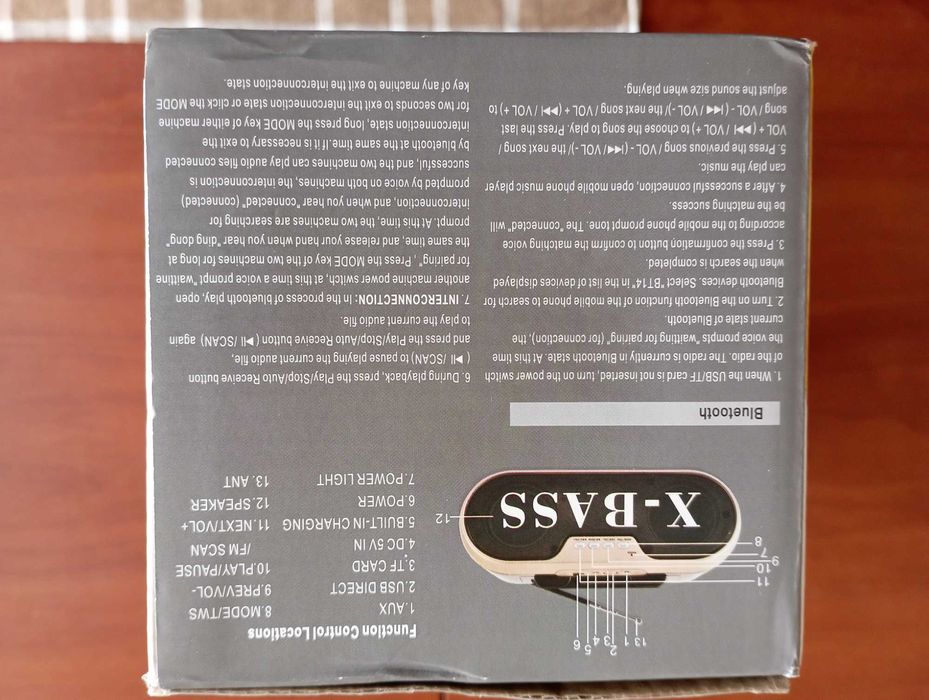 Function Control Locations
1.AUX
2.USB DIRECT
3.TF CARD
4.DC 5V IN
5.BUILT-IN CHARGING
6.POWER
7.POWER LIGHT
8.MODE/TWS
9.PREV/VOL-
10.PLAY/PAUSE
/FM SCAN
11.NEXT/VOL+
12.SPEAKER
13. ANT
13 1 2 3 4 5 6
11
10
9
7
8
12
X-BASS
Bluetooth
1. When the USB/TF card is not inserted, turn on the power switch
of the radio. The radio is currently in Bluetooth state. At this time
the voice prompts "waiting for pairing" (for connection), the
current state of Bluetooth.
2. Turn on the Bluetooth function of the mobile phone to search for
Bluetooth devices. Select "BT14" in the list of devices displayed
when the search is completed.
3. Press the confirmation button to confirm the matching voice
according to the mobile phone prompt tone. The "connected" will
be the matching success.
4. After a successful connection, open mobile phone music player
can play the music.
5. Press the previous song / VOL - (I◀◀/ VOL -)/ the next song /
VOL + (▶▶I / VOL +) to choose the song to play. Press the last
song / VOL - (I◀◀/ VOL -)/ the next song / VOL + (▶▶I / VOL +) to
adjust the sound size when playing.
6. During playback, press the Play/Stop/Auto Receive button
( ▶II /SCAN) to pause playing the current audio file,
and press the Play/Stop/Auto Receive button ( ▶II / SCAN) again
to play the current audio file.
7. INTERCONNECTION: In the process of bluetooth play, open
another machine power switch, at this time a voice prompt "waittiing
for pairing" , Press the MODE key of the two machines for long at
the same time, and release your hand when you hear "ding dong"
prompt. At this time, the two machines are searching for
interconnection, and when you hear "connected" (connected)
prompted by voice on both machines, the interconnection is
successful, and the two machines can play audio files connected
by bluetooth at the same time.If it is necessary to exit the
interconnection state, long press the MODE key of either machine
for two seconds to exit the interconnection state or click the MODE
key of any machine to exit the interconnection state.